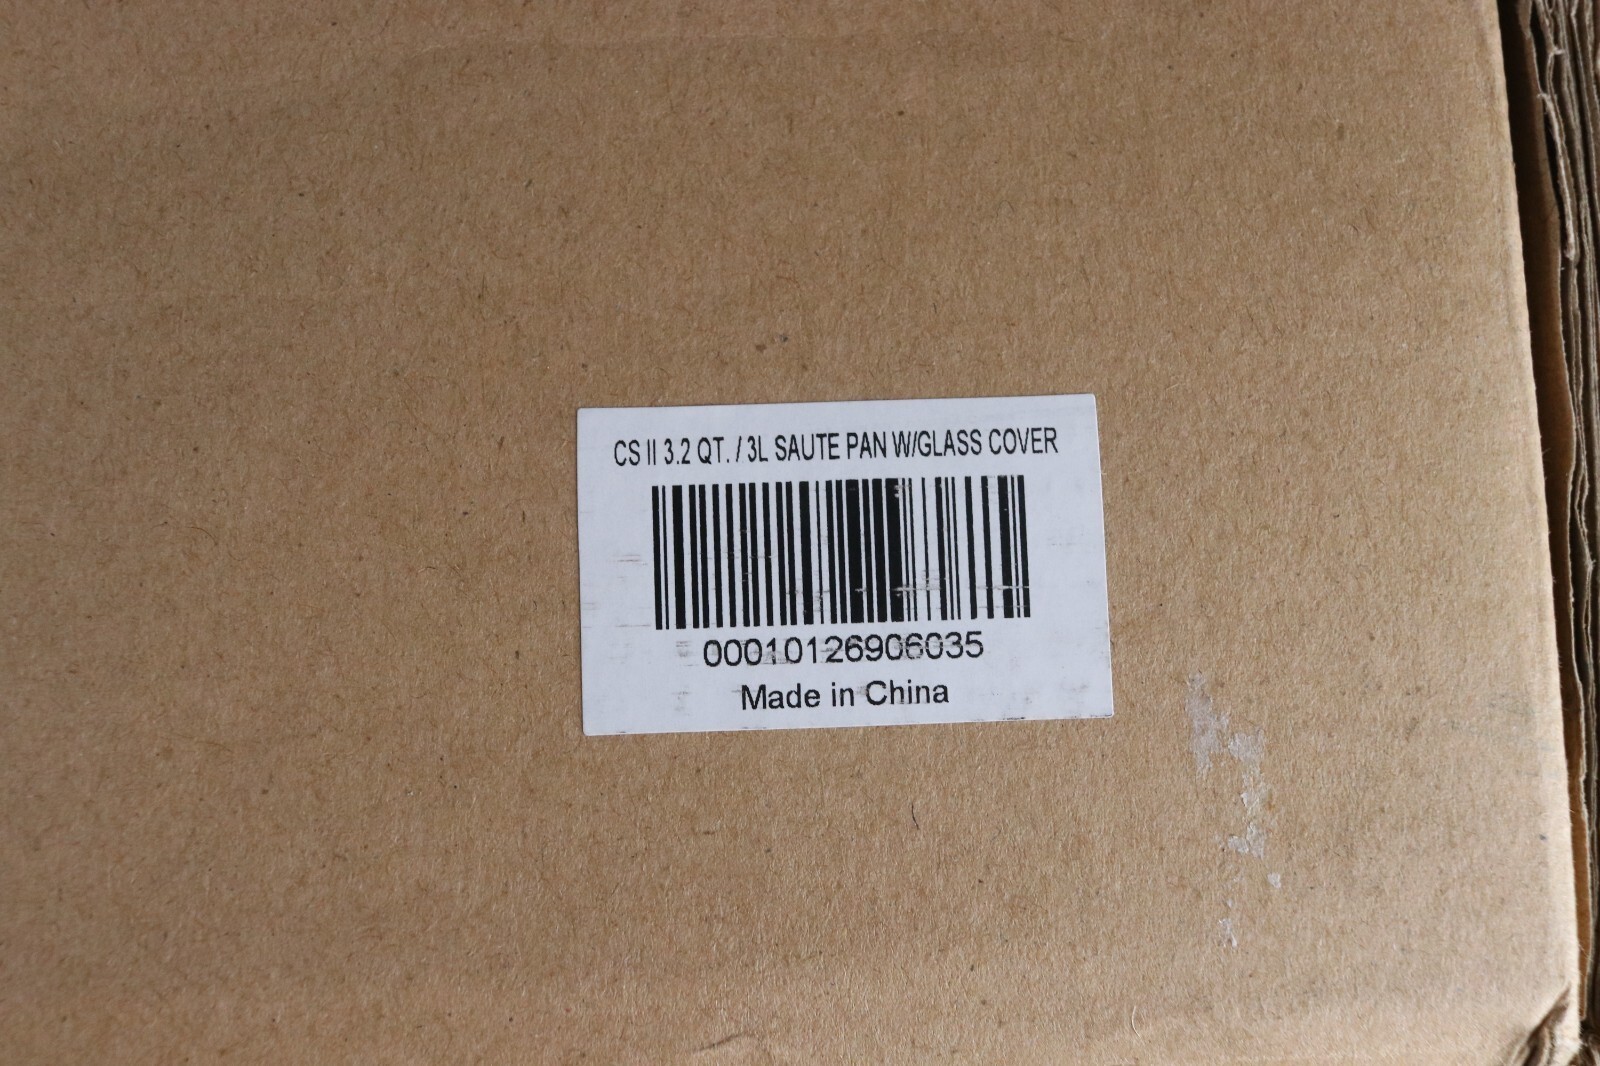 CS II 3.2 QT. / 3L SAUTE PAN W/GLASS COVER
00010126906035
Made in China